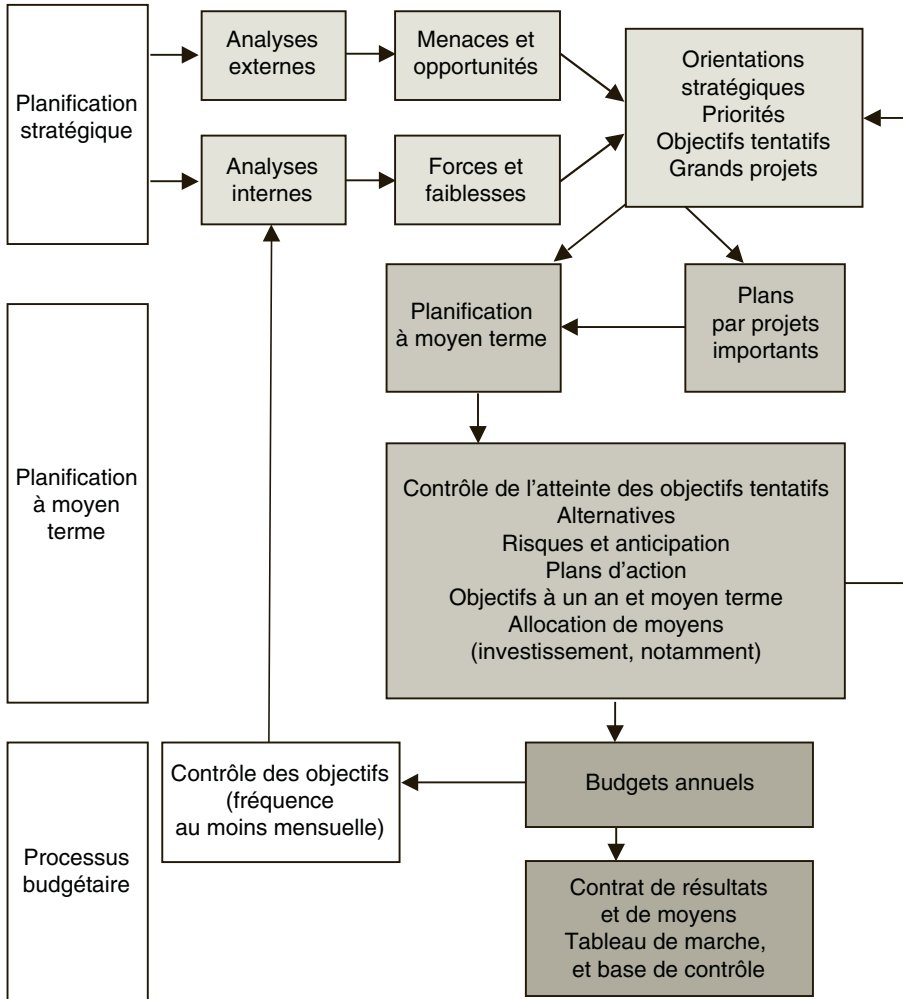 Planification
stratégique
Analyses
externes
Menaces et
opportunités
Analyses
internes
Forces et
faiblesses
Orientations
stratégiques
Priorités
Objectifs tentatifs
Grands projets
Planification
à moyen
terme
Planification
à moyen terme
Plans
par projets
importants
Contrôle de l’atteinte des objectifs tentatifs
Alternatives
Risques et anticipation
Plans d’action
Objectifs à un an et moyen terme
Allocation de moyens
(investissement, notamment)
Processus
budgétaire
Contrôle des objectifs
(fréquence
au moins mensuelle)
Budgets annuels
Contrat de résultats
et de moyens
Tableau de marche,
et base de contrôle